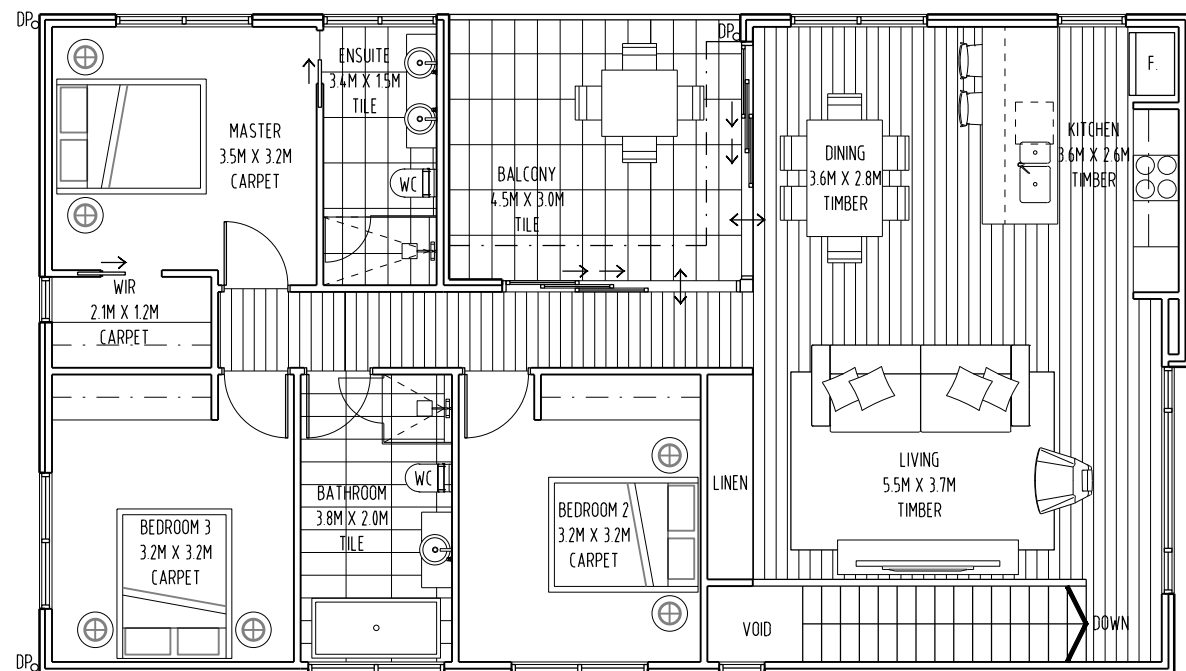 DP
DP
ENSUITE
3.4M X 1.5M
TILE
F.
MASTER
3.5M X 3.2M
CARPET
WC
BALCONY
4.5M X 3.0M
TILE
DINING
3.6M X 2.8M
TIMBER
KITCHEN
3.6M X 2.6M
TIMBER
WIR
2.1M X 1.2M
CARPET
LIVING
5.5M X 3.7M
TIMBER
LINEN
WC
BATHROOM
3.8M X 2.0M
TILE
BEDROOM 2
3.2M X 3.2M
CARPET
BEDROOM 3
3.2M X 3.2M
CARPET
VOID
DOWN
DP